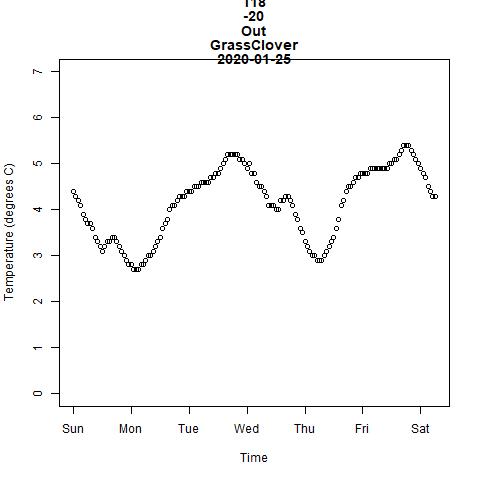 118
-20
Out
GrassClover
2020-01-25
Temperature (degrees C)
7
6
5
4
3
2
1
0
Sun Mon Tue Wed Thu Fri Sat
Time